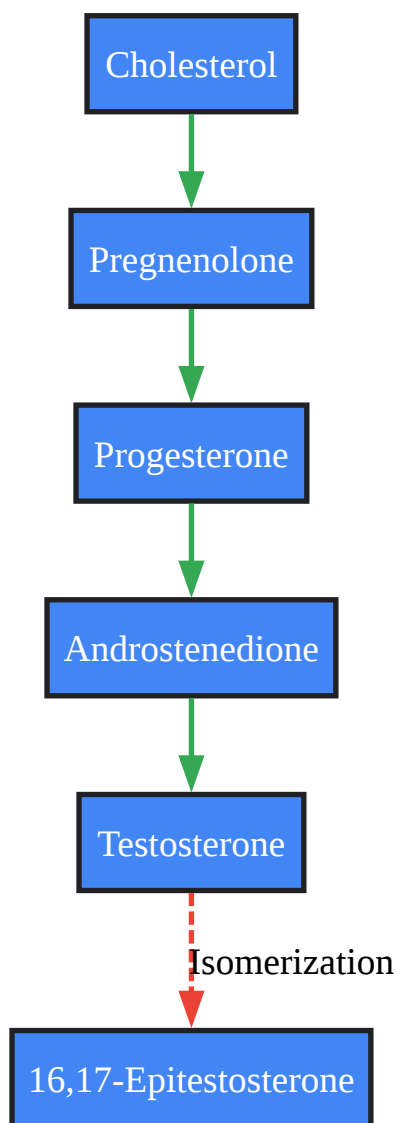 Cholesterol
Pregnenolone
Progesterone
Androstenedione
Testosterone
Isomerization
16,17-Epitestosterone